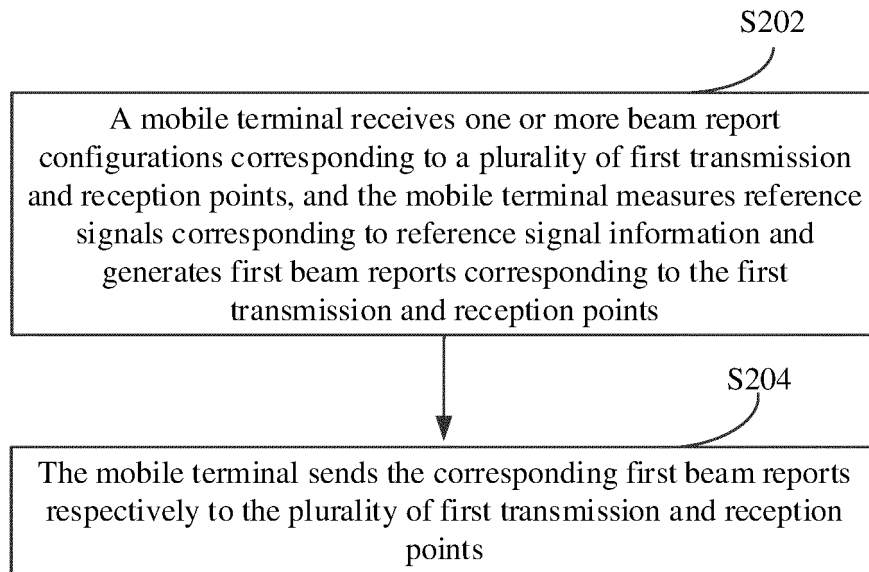 S202
A mobile terminal receives one or more beam report
configurations corresponding to a plurality of first transmission
and reception points, and the mobile terminal measures reference
signals corresponding to reference signal information and
generates first beam reports corresponding to the first
transmission and reception points
S204
The mobile terminal sends the corresponding first beam reports
respectively to the plurality of first transmission and reception
points